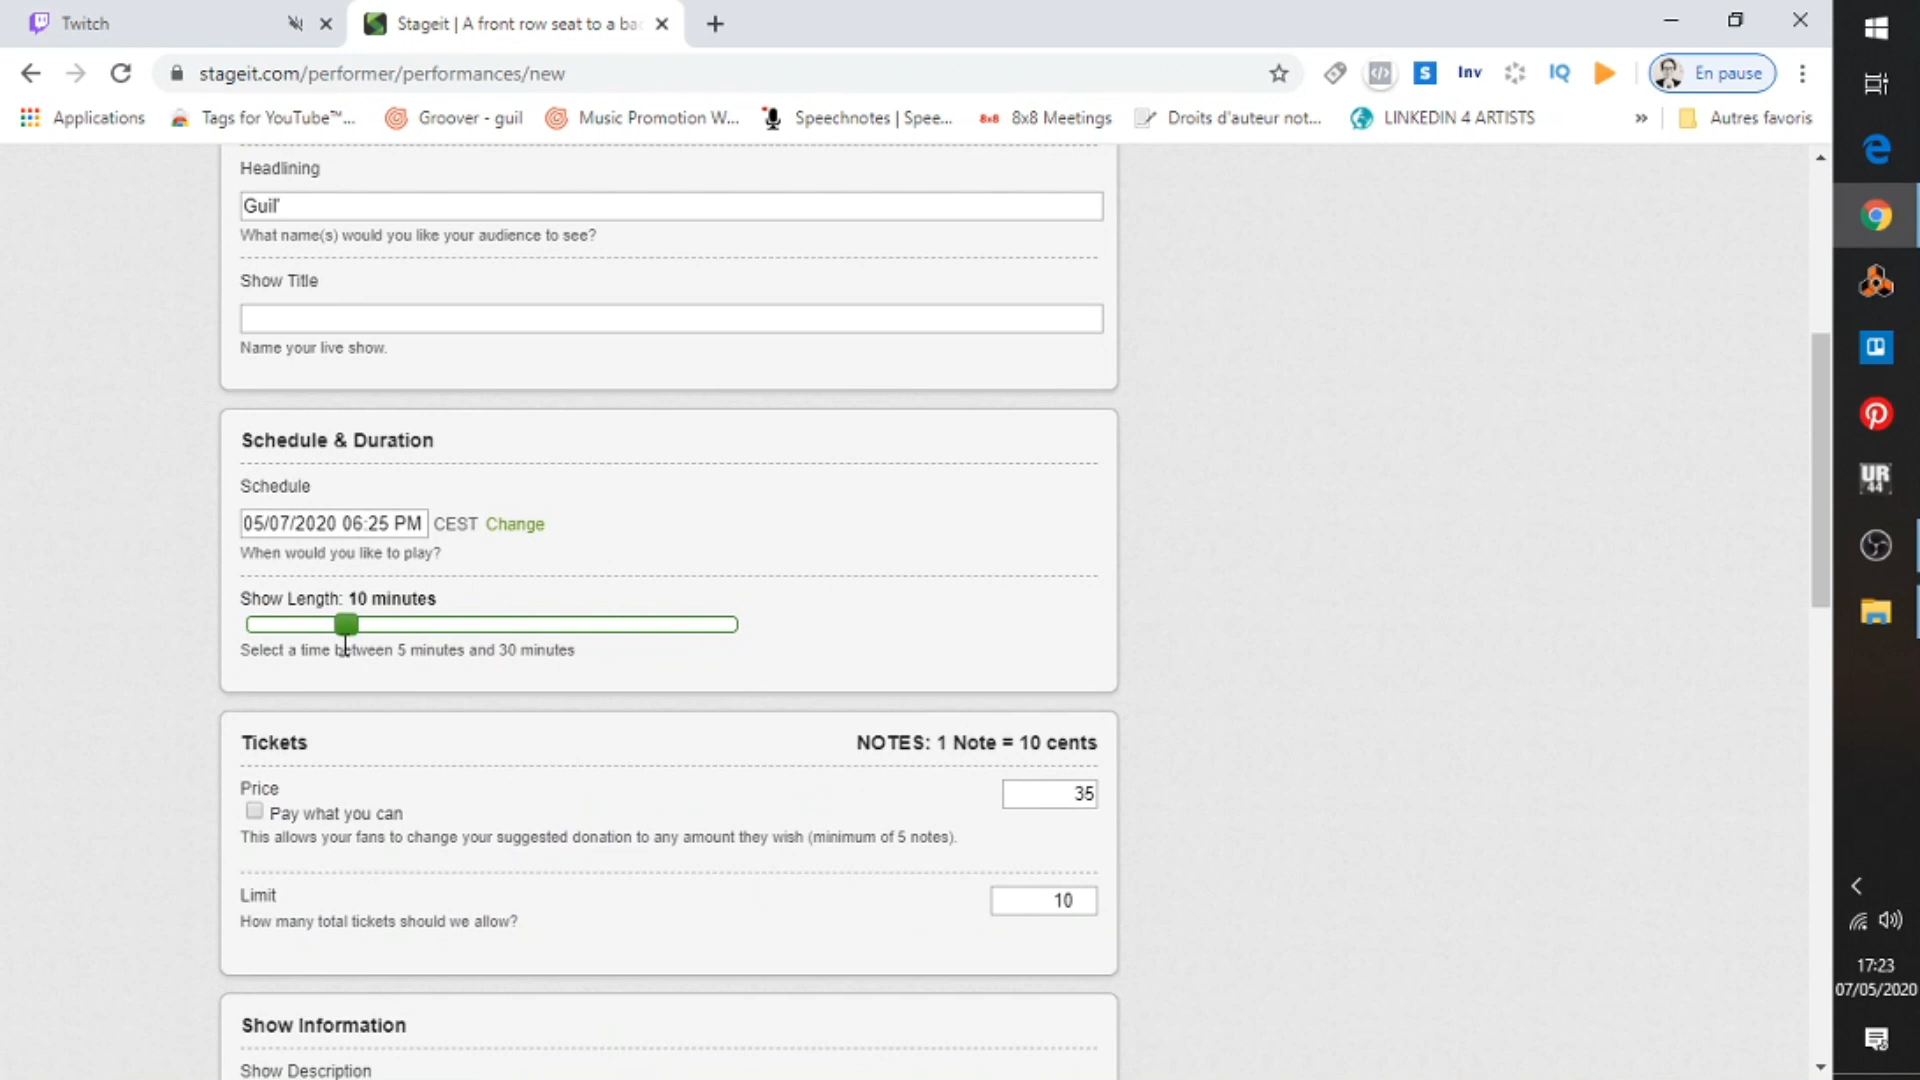 Twitch
Stageit | A front row seat to a ba
stageit.com/performer/performances/new
Inv
IQ
En pause
Applications
Tags for YouTube™...
Groover - guil
Music Promotion W...
Speechnotes | Spee...
8x8 Meetings
Droits d'auteur not...
LINKEDIN 4 ARTISTS
»
Autres favoris
Headlining
Guil'
What name(s) would you like your audience to see?
Show Title
Name your live show.
Schedule & Duration
Schedule
05/07/2020 06:25 PM CEST Change
When would you like to play?
Show Length: 10 minutes
Select a time between 5 minutes and 30 minutes
Tickets
NOTES: 1 Note = 10 cents
Price
35
Pay what you can
This allows your fans to change your suggested donation to any amount they wish (minimum of 5 notes).
Limit
10
How many total tickets should we allow?
Show Information
Show Description
UR
44
17:23
07/05/2020